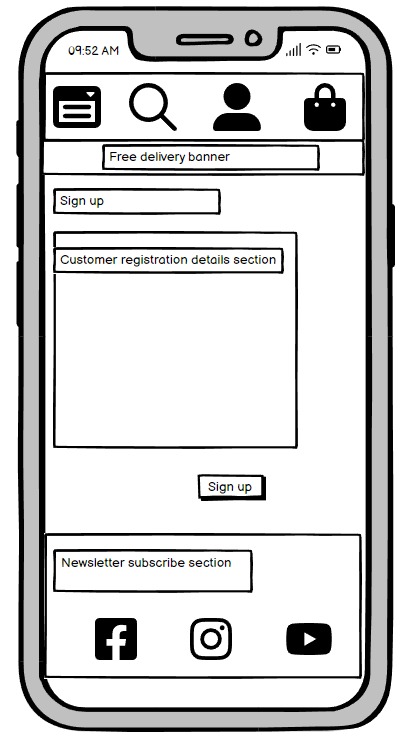 09:52 AM
Free delivery banner
Sign up
Customer registration details section
Sign up
Newsletter subscribe section